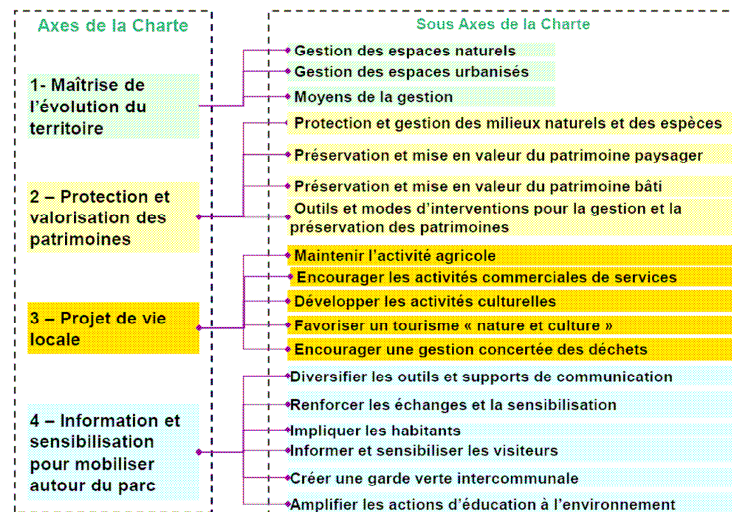 Axes de la Charte
1- Maîtrise de
l'évolution du
territoire
2 – Protection et
valorisation des
patrimoines
3 – Projet de vie
locale
4 – Information et
sensibilisation
pour mobiliser
autour du parc
Sous Axes de la Charte
Gestion des espaces naturels
Gestion des espaces urbanisés
Moyens de la gestion
Protection et gestion des milieux naturels et des espèces
Préservation et mise en valeur du patrimoine paysager
Préservation et mise en valeur du patrimoine bâti
Outils et modes d'interventions pour la gestion et la
préservation des patrimoines
Maintenir l'activité agricole
Encourager les activités commerciales de services
Développer les activités culturelles
Favoriser un tourisme « nature et culture »
Encourager une gestion concertée des déchets
Diversifier les outils et supports de communication
Renforcer les échanges et la sensibilisation
Impliquer les habitants
Informer et sensibiliser les visiteurs
Créer une garde verte intercommunale
Amplifier les actions d'éducation à l'environnement